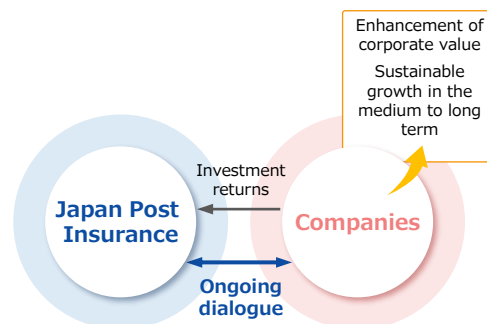 Enhancement of
corporate value
Sustainable
growth in the
medium to long
term
Investment
returns
Japan Post
Insurance
Companies
Ongoing
dialogue